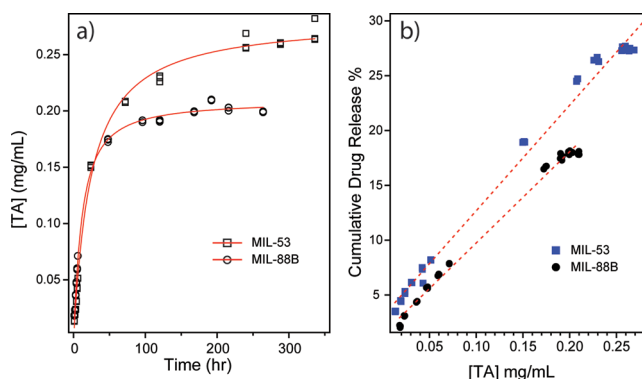 a)
[TA] (mg/mL)
0.25
0.20
0.15
0.10
0.05
MIL-53
MIL-88B
0
100
200
300
Time (hr)
b)
Cumulative Drug Release %
30
25
20
15
10
5
MIL-53
MIL-88B
0.05
0.10
0.15
0.20
0.25
[TA] mg/mL